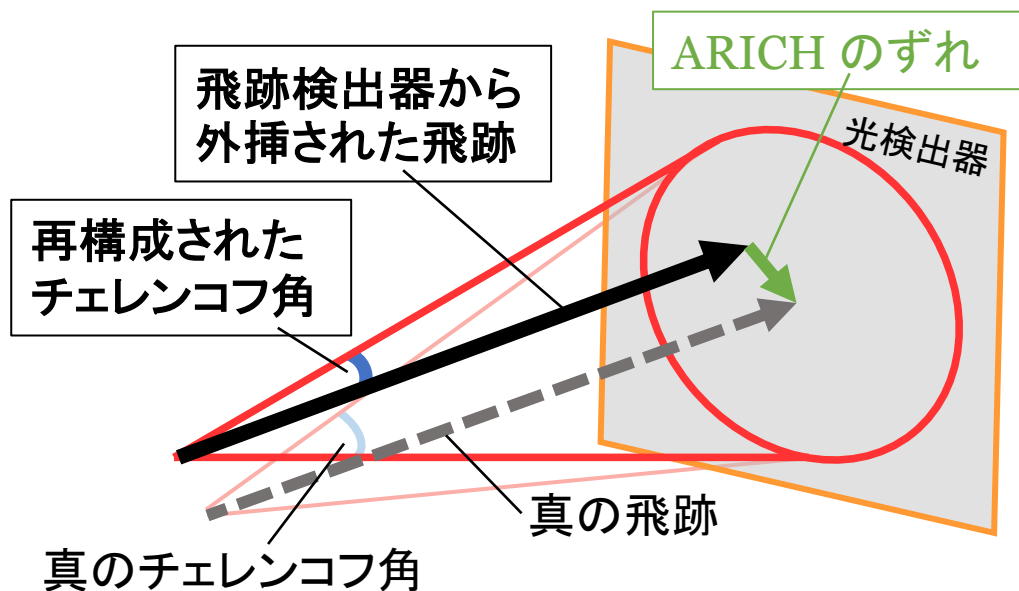 ARICH のずれ
飛跡検出器から
外挿された飛跡
光検出器
再構成された
チェレンコフ角
真の飛跡
真のチェレンコフ角